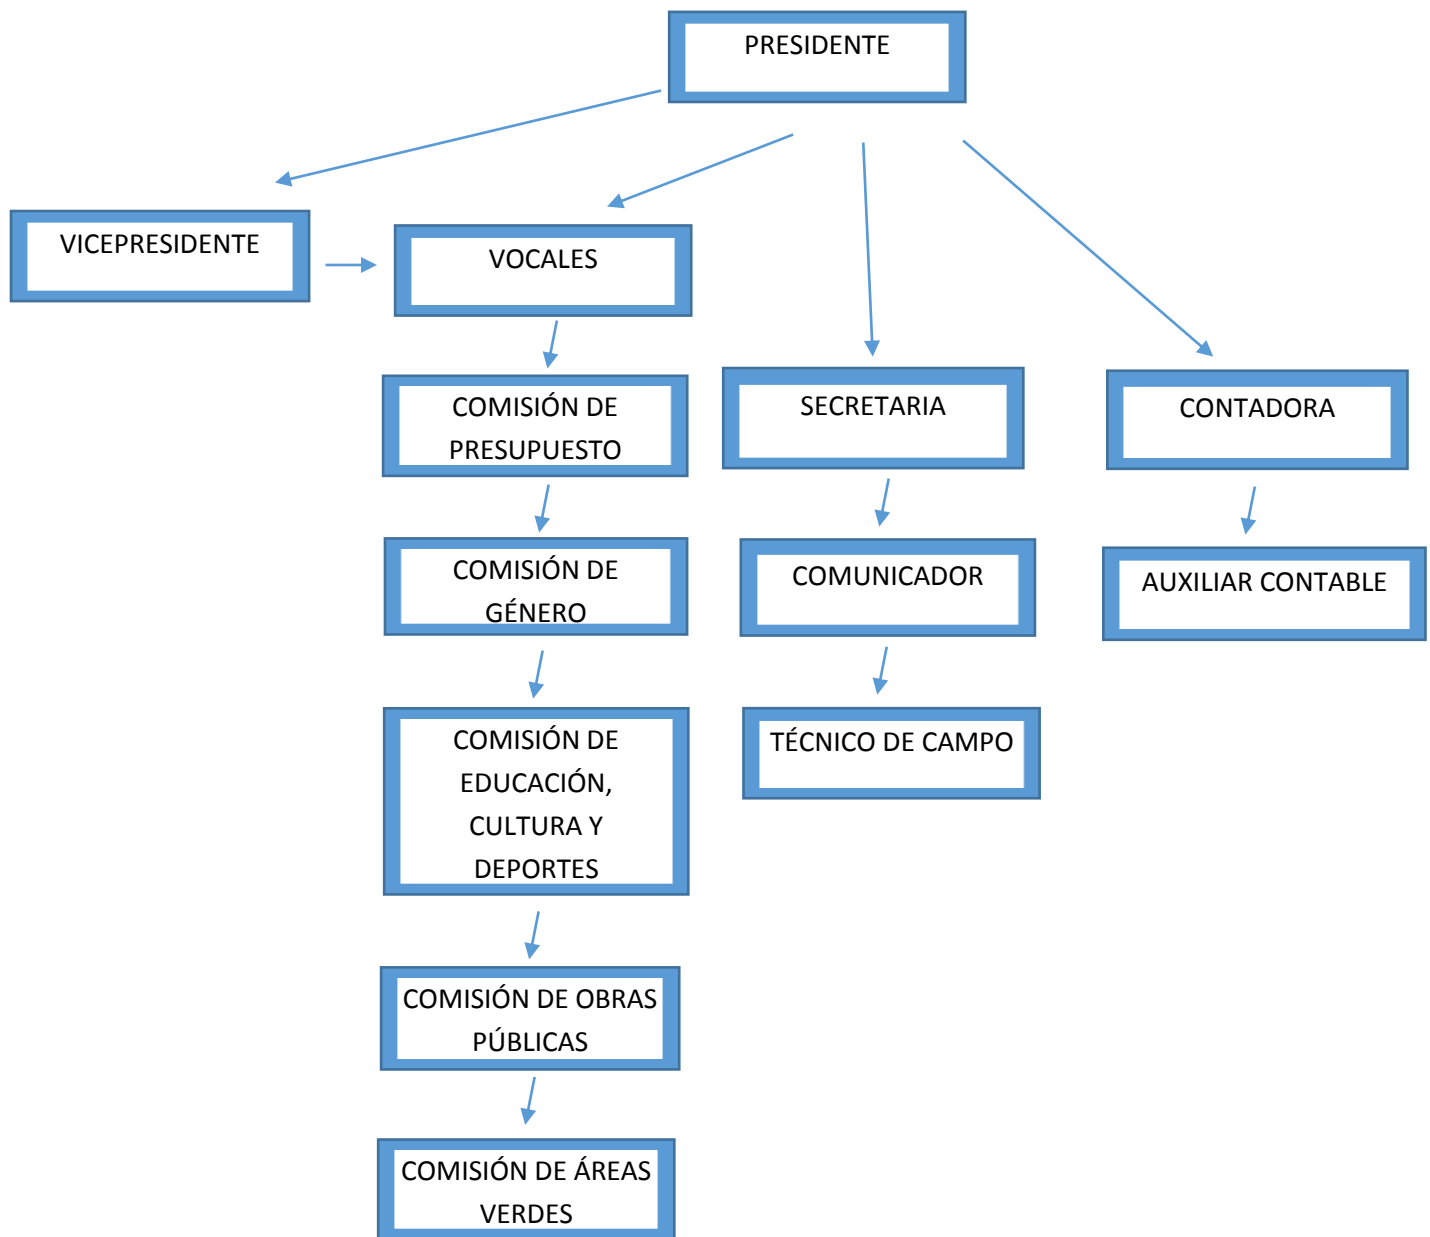 PRESIDENTE
VICEPRESIDENTE
VOCALES
COMISIÓN DE
PRESUPUESTO
SECRETARIA
CONTADORA
COMISIÓN DE
GÉNERO
COMUNICADOR
AUXILIAR CONTABLE
COMISIÓN DE
EDUCACIÓN,
CULTURA Y
DEPORTES
TÉCNICO DE CAMPO
COMISIÓN DE OBRAS
PÚBLICAS
COMISIÓN DE ÁREAS
VERDES